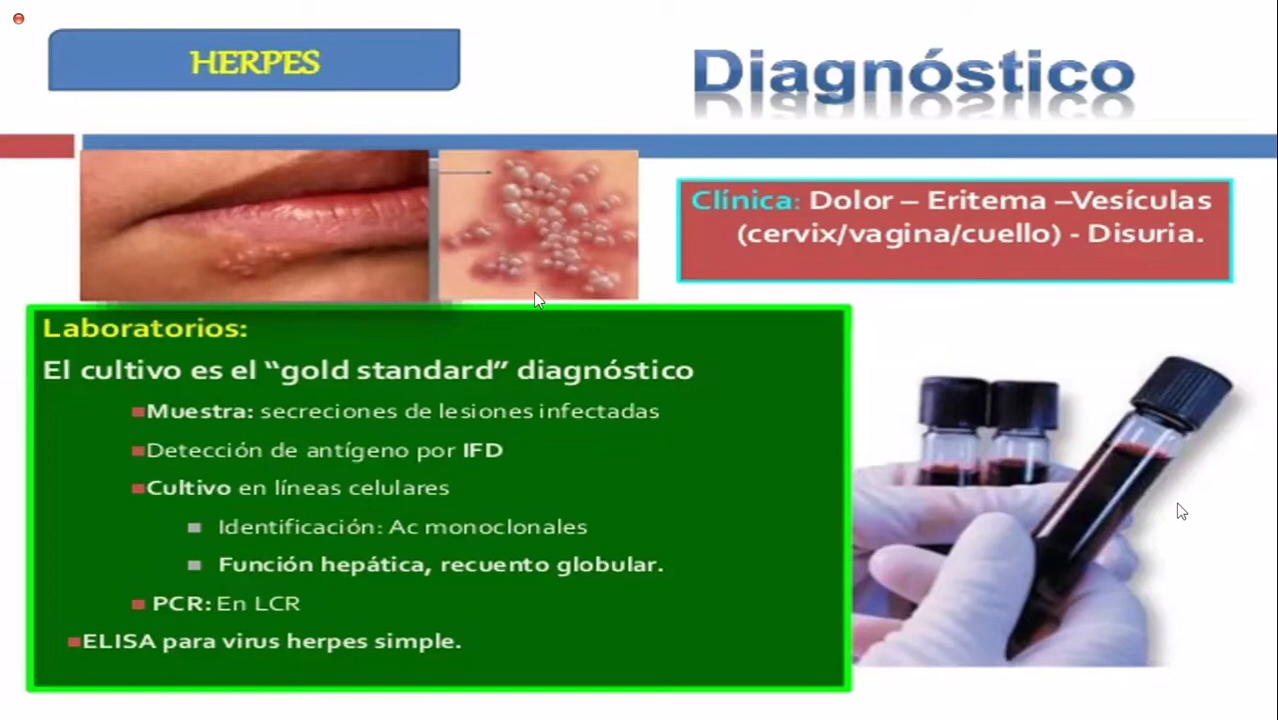 HERPES
Diagnóstico
Clínica: Dolor – Eritema –Vesículas
(cervix/vagina/cuello) - Disuria.
Laboratorios:
El cultivo es el “gold standard” diagnóstico
Muestra: secreciones de lesiones infectadas
Detección de antígeno por IFD
Cultivo en líneas celulares
Identificación: Ac monoclonales
Función hepática, recuento globular.
PCR: En LCR
ELISA para virus herpes simple.